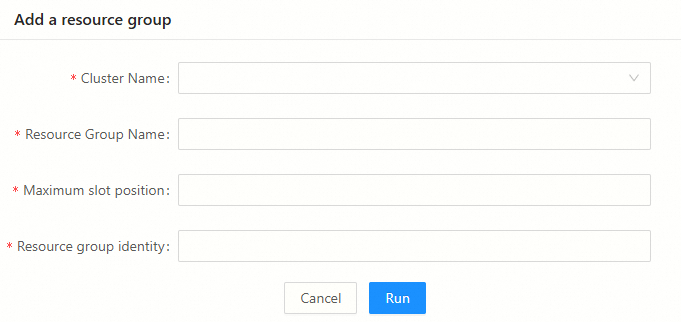 Add a resource group
* Cluster Name:
* Resource Group Name:
* Maximum slot position:
* Resource group identity:
Cancel Run